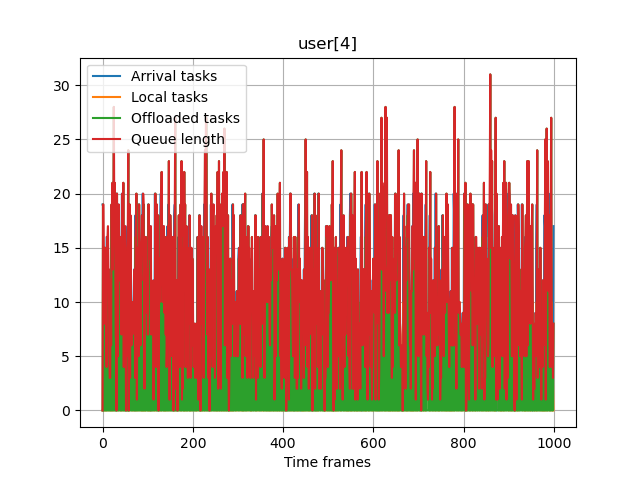 user[4]
Arrival tasks
Local tasks
Offloaded tasks
Queue length
30
25
20
15
10
5
0
0 200 400 600 800 1000
Time frames